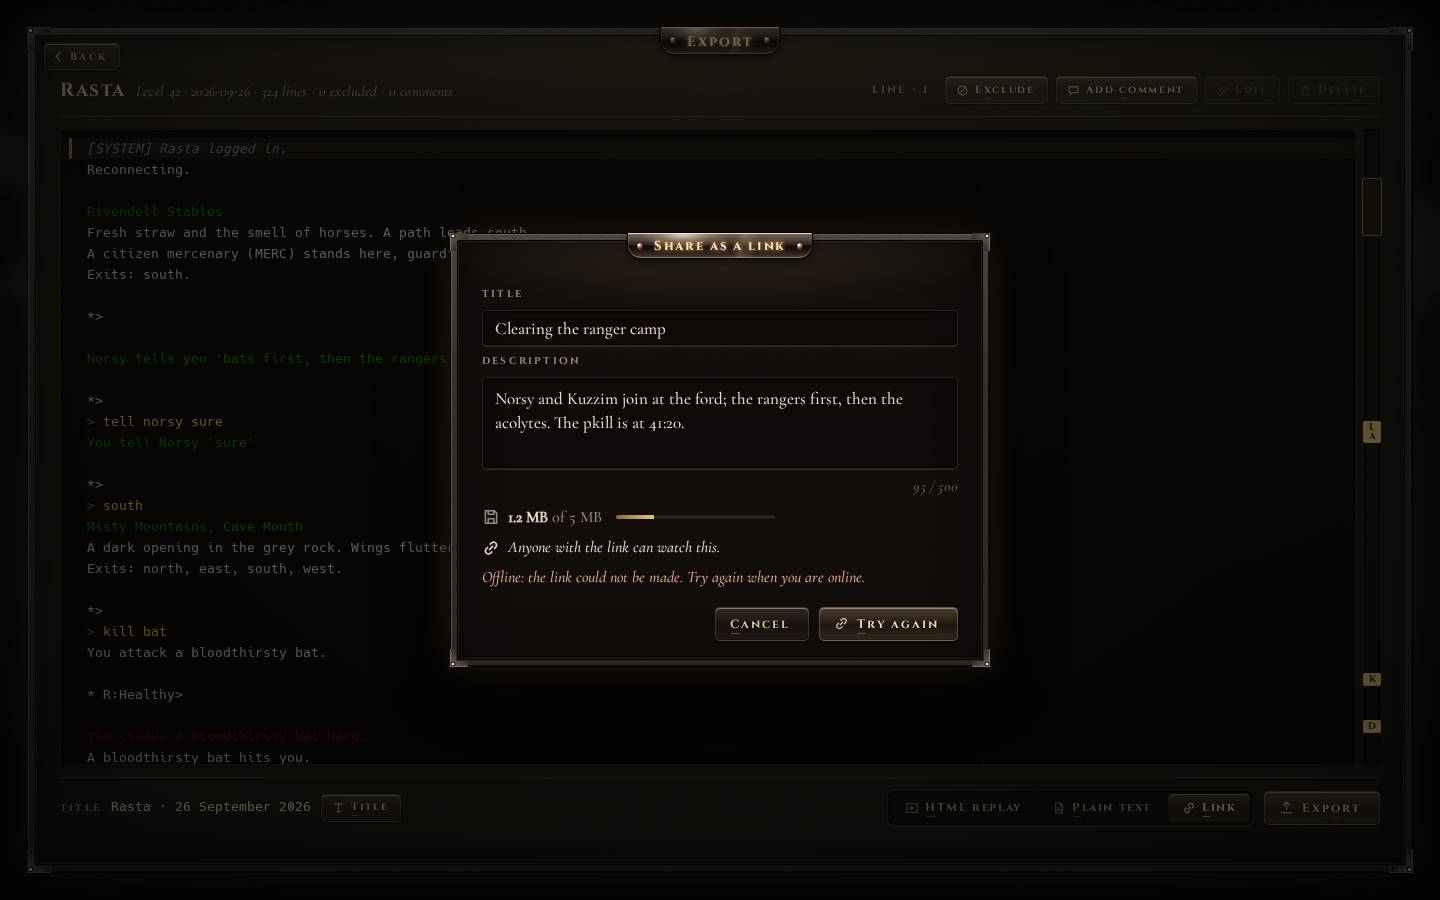 EXPORT
BACK
RASTA Level 42 · 2026-09-26 · 324 lines · 0 excluded · 0 comments
LINE · 1
EXCLUDE
ADD COMMENT
EDIT
DELETE
[SYSTEM] Rasta logged in.
Reconnecting.
Rivendell Stables
Fresh straw and the smell of horses. A path leads south.
A citizen mercenary (MERC) stands here, guard
Exits: south.
*>
Norsy tells you 'bats first, then the rangers'
*>
> tell norsy sure
You tell Norsy 'sure'
*>
> south
Misty Mountains, Cave Mouth
A dark opening in the grey rock. Wings flutter
Exits: north, east, south, west.
*>
> kill bat
You attack a bloodthirsty bat.
* R:Healthy>
You cleave a bloodthirsty bat hard.
A bloodthirsty bat hits you.
SHARE AS A LINK
TITLE
Clearing the ranger camp
DESCRIPTION
Norsy and Kuzzim join at the ford; the rangers first, then the
acolytes. The pkill is at 41:20.
95 / 500
1.2 MB of 5 MB
Anyone with the link can watch this.
Offline: the link could not be made. Try again when you are online.
CANCEL
TRY AGAIN
L
A
K
D
TITLE Rasta · 26 September 2026
TITLE
HTML REPLAY
PLAIN TEXT
LINK
EXPORT